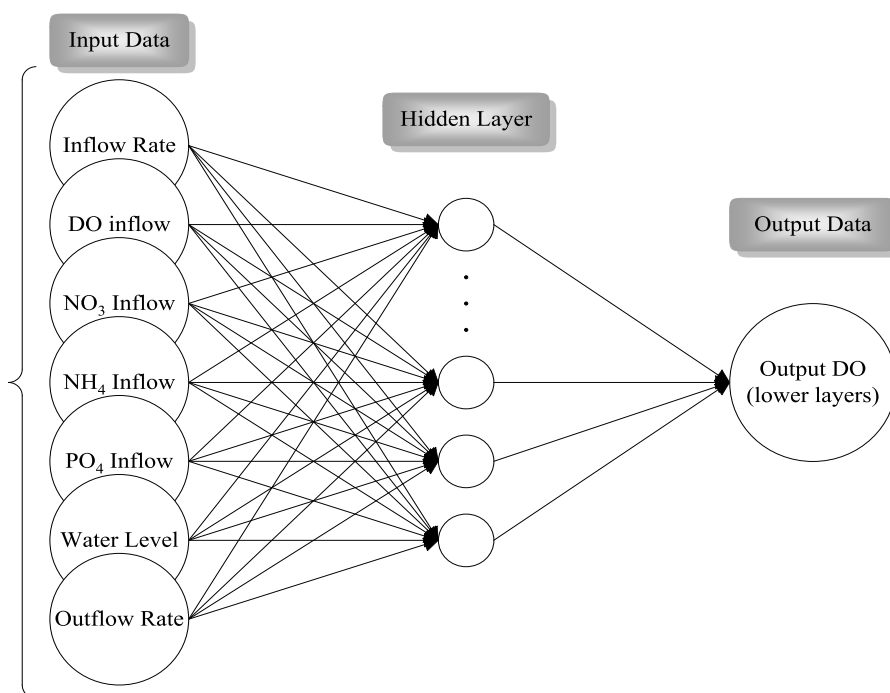 Input Data
Inflow Rate
DO inflow
NO₃ Inflow
NH₄ Inflow
PO₄ Inflow
Water Level
Outflow Rate
Hidden Layer
Output Data
Output DO
(lower layers)